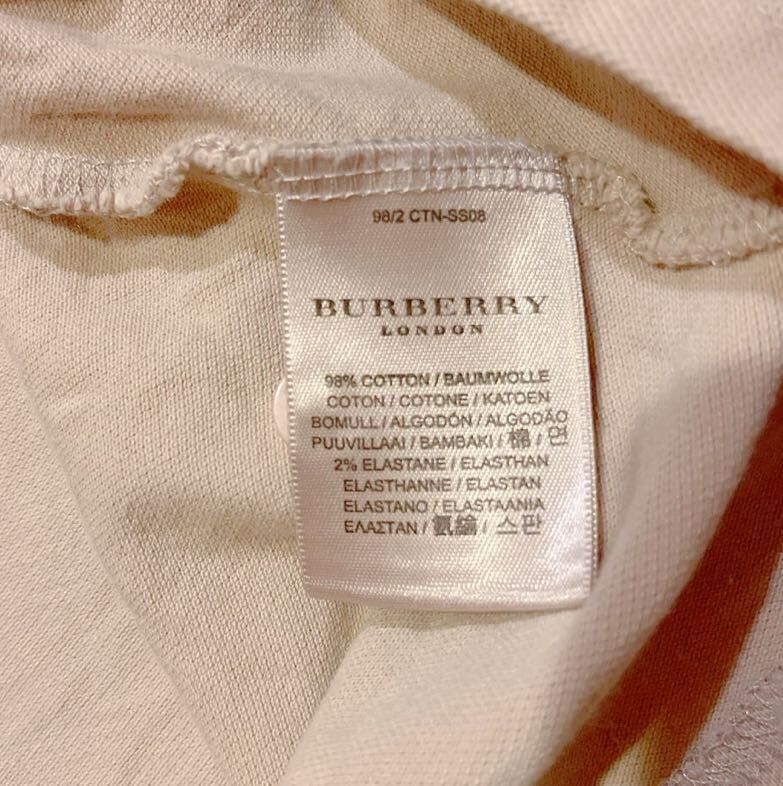 98/2 CTN-SS08
BURBERRY
LONDON
98% COTTON / BAUMWOLLE
COTON / COTONE / KATOEN
BOMULL / ALGODÓN / ALGODÃO
PUUVILLAAI / BAMBAKI / 棉 / 면
2% ELASTANE / ELASTHAN
ELASTHANNE / ELASTAN
ELASTANO / ELASTAANIA
ΕΛΑΣΤΑΝ / 氨綸 / 스판